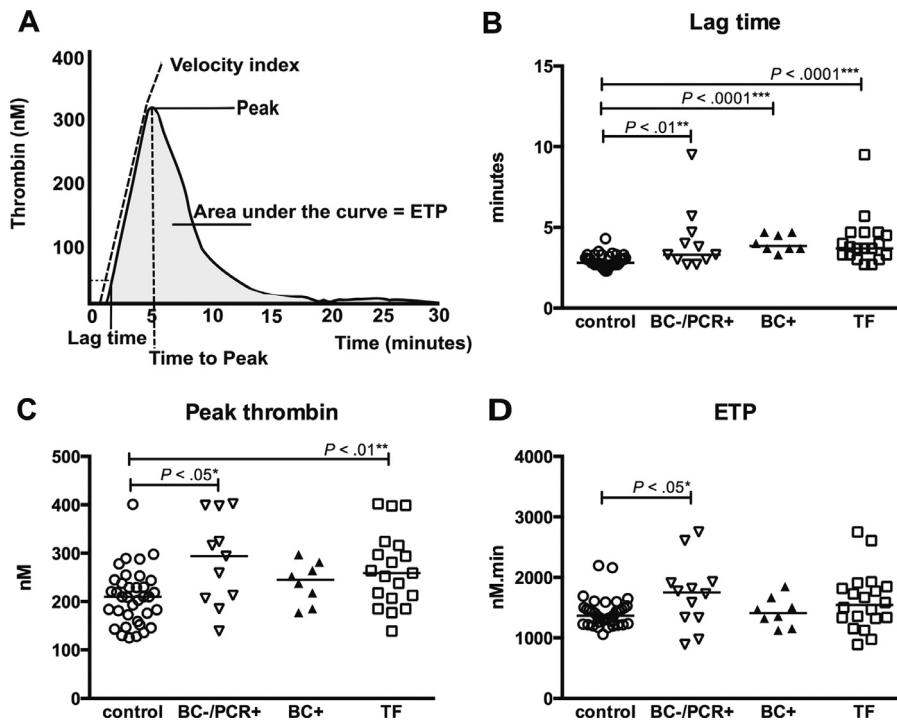 A
Thrombin (nM)
400
300
200
100
Velocity index
Peak
Area under the curve = ETP
0 5 10 15 20 25 30
Lag time
Time (minutes)
Time to Peak
B
Lag time
minutes
15
10
5
0
P < .0001***
P < .0001***
P < .01**
control BC-/PCR+ BC+ TF
C
Peak thrombin
nM
500
400
300
200
100
0
P < .01**
P < .05*
control BC-/PCR+ BC+ TF
D
ETP
nM.min
4000
3000
2000
1000
0
P < .05*
control BC-/PCR+ BC+ TF